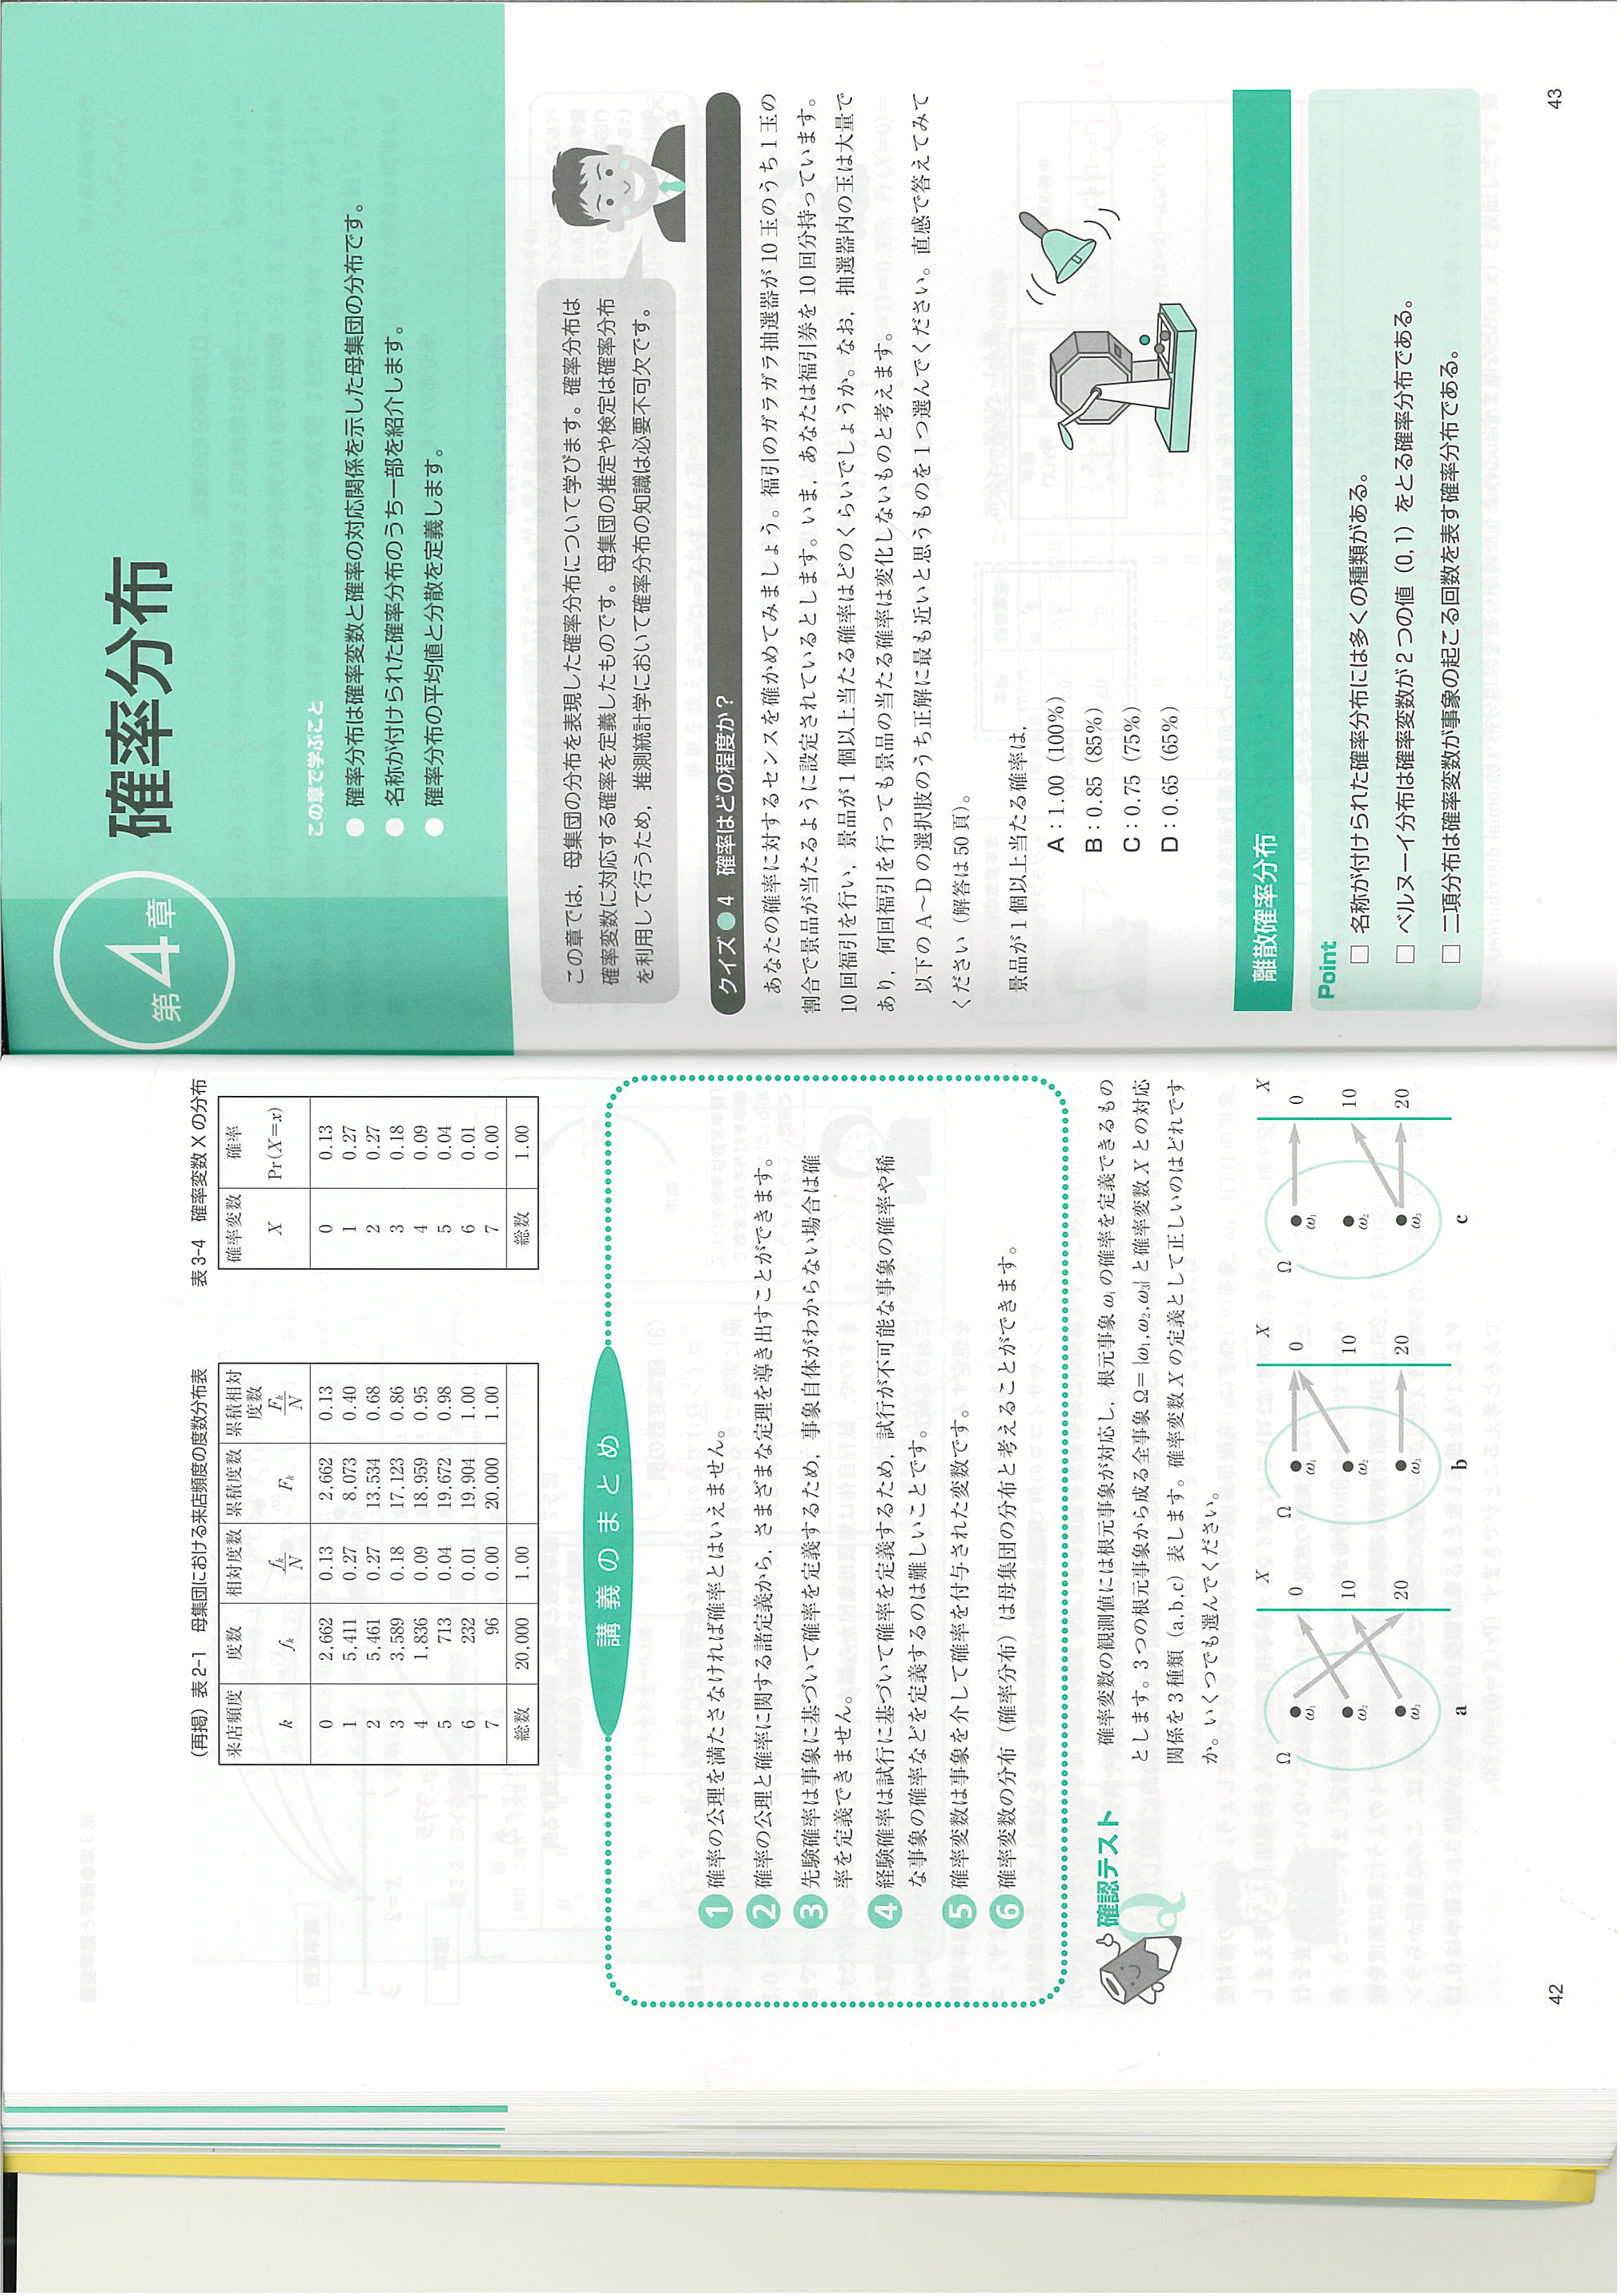 (再掲) 表2-1 母集団における来店頻度の度数分布表
来店頻度 度数 相対度数 累積度数 累積相対度数
k fk fk/N Fk Fk/N
0 2,662 0.13 2,662 0.13
1 5,411 0.27 8,073 0.40
2 5,461 0.27 13,534 0.68
3 3,589 0.18 17,123 0.86
4 1,836 0.09 18,959 0.95
5 713 0.04 19,672 0.98
6 232 0.01 19,904 1.00
7 96 0.00 20,000 1.00
総数 20,000 1.00
表3-4 確率変数Xの分布
確率変数 確率
X Pr(X=x)
0 0.13
1 0.27
2 0.27
3 0.18
4 0.09
5 0.04
6 0.01
7 0.00
総数 1.00
講義のまとめ
1 確率の公理を満たさなければ確率とはいえません。
2 確率の公理と確率に関する諸定義から,さまざまな定理を導き出すことができます。
3 先験確率は事象に基づいて確率を定義するため,事象自体がわからない場合は確
率を定義できません。
4 経験確率は試行に基づいて確率を定義するため,試行が不可能な事象の確率や稀
な事象の確率などを定義するのは難しいことです。
5 確率変数は事象を介して確率を付与された変数です。
6 確率変数の分布(確率分布)は母集団の分布と考えることができます。
確認テスト
Q
確率変数の観測値には根元事象が対応し,根元事象ωiの確率を定義できるもの
とします。3つの根元事象から成る全事象Ω={ω1,ω2,ω3}と確率変数Xとの対応
関係を3種類(a,b,c)表します。確率変数Xの定義として正しいのはどれです
か。いくつでも選んでください。
Ω X
ω1 0
ω2 10
ω3 20
a
Ω X
ω1 0
ω2 10
ω3 20
b
Ω X
ω1 0
ω2 10
ω3 20
c
42
第4章
確率分布
この章で学ぶこと
● 確率分布は確率変数と確率の対応関係を示した母集団の分布です。
● 名称が付けられた確率分布のうち一部を紹介します。
● 確率分布の平均値と分散を定義します。
この章では,母集団の分布を表現した確率分布について学びます。確率分布は
確率変数に対応する確率を定義したものです。母集団の推定や検定は確率分布
を利用して行うため,推測統計学において確率分布の知識は必要不可欠です。
クイズ●4 確率はどの程度か?
あなたの確率に対するセンスを確かめてみましょう。福引のガラガラ抽選器が10玉のうち1玉の
割合で景品が当たるように設定されているとします。いま,あなたは福引券を10回分持っています。
10回福引を行い,景品が1個以上当たる確率はどのくらいでしょうか。なお,抽選器内の玉は大量で
あり,何回福引を行っても景品の当たる確率は変化しないものと考えます。
以下のA~Dの選択肢のうち正解に最も近いと思うものを1つ選んでください。直感で答えてみて
ください(解答は50頁)。
景品が1個以上当たる確率は,
A:1.00(100%)
B:0.85(85%)
C:0.75(75%)
D:0.65(65%)
離散確率分布
Point
□ 名称が付けられた確率分布には多くの種類がある。
□ ベルヌーイ分布は確率変数が2つの値(0,1)をとる確率分布である。
□ 二項分布は確率変数が事象の起こる回数を表す確率分布である。
43